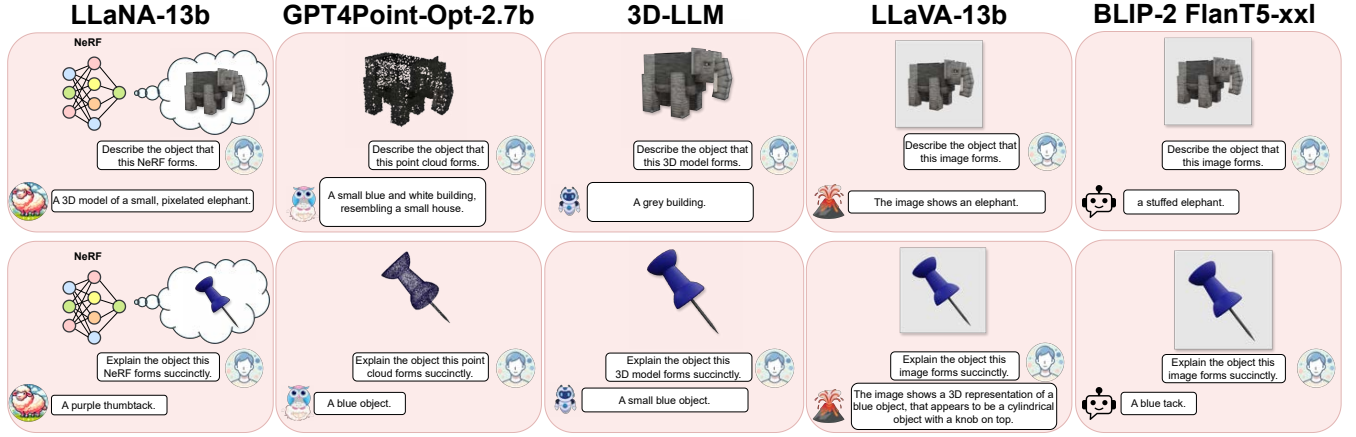 LLaNA-13b
GPT4Point-Opt-2.7b
3D-LLM
LLaVA-13b
BLIP-2 FlanT5-xxl
NeRF
Describe the object that
this NeRF forms.
A 3D model of a small, pixelated elephant.
Describe the object that
this point cloud forms.
A small blue and white building,
resembling a small house.
Describe the object that
this 3D model forms.
A grey building.
Describe the object that
this image forms.
The image shows an elephant.
Describe the object that
this image forms.
a stuffed elephant.
NeRF
Explain the object this
NeRF forms succinctly.
A purple thumbtack.
Explain the object this point
cloud forms succinctly.
A blue object.
Explain the object this
3D model forms succinctly.
A small blue object.
Explain the object this
image forms succinctly.
The image shows a 3D representation of a
blue object, that appears to be a cylindrical
object with a knob on top.
Explain the object this
image forms succinctly.
A blue tack.